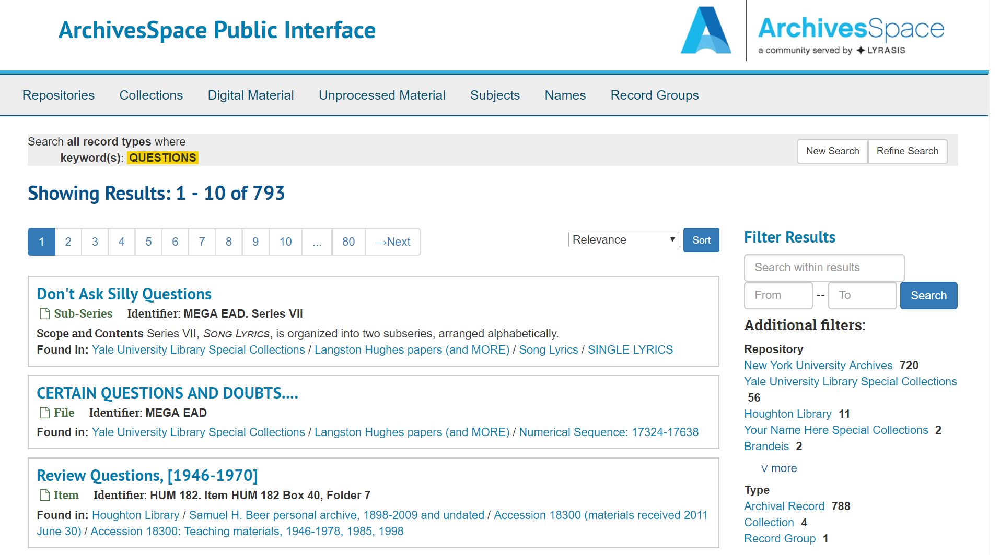 ArchivesSpace Public Interface
ArchivesSpace
a community served by LYRASIS
Repositories Collections Digital Material Unprocessed Material Subjects Names Record Groups
Search all record types where
keyword(s): QUESTIONS
New Search Refine Search
Showing Results: 1 - 10 of 793
1 2 3 4 5 6 7 8 9 10 ... 80 →Next
Relevance ▼ Sort
Don't Ask Silly Questions
Sub-Series Identifier: MEGA EAD. Series VII
Scope and Contents Series VII, SONG LYRICS, is organized into two subseries, arranged alphabetically.
Found in: Yale University Library Special Collections / Langston Hughes papers (and MORE) / Song Lyrics / SINGLE LYRICS
CERTAIN QUESTIONS AND DOUBTS....
File Identifier: MEGA EAD
Found in: Yale University Library Special Collections / Langston Hughes papers (and MORE) / Numerical Sequence: 17324-17638
Review Questions, [1946-1970]
Item Identifier: HUM 182. Item HUM 182 Box 40, Folder 7
Found in: Houghton Library / Samuel H. Beer personal archive, 1898-2009 and undated / Accession 18300 (materials received 2011
June 30) / Accession 18300: Teaching materials, 1946-1978, 1985, 1998
Filter Results
Search within results
From -- To Search
Additional filters:
Repository
New York University Archives 720
Yale University Library Special Collections
56
Houghton Library 11
Your Name Here Special Collections 2
Brandeis 2
V more
Type
Archival Record 788
Collection 4
Record Group 1